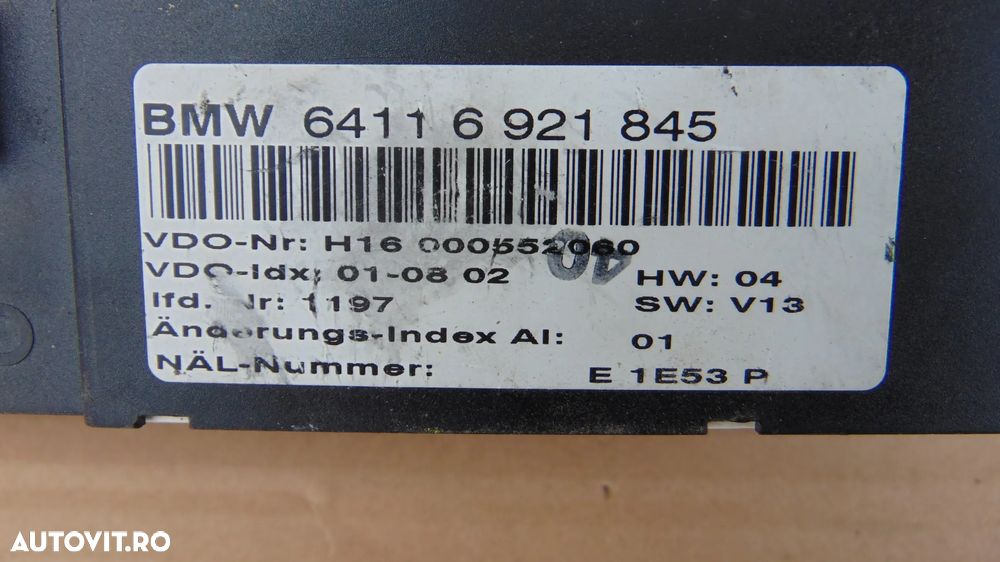 BMW 6411 6 921 845
VDO-Nr: H16 000552060
40
VDO-Idx: 01-08 02 HW: 04
lfd. Nr: 1197 SW: V13
Änderungs-Index AI: 01
NÄL-Nummer: E 1E53 P
AUTOVIT.RO